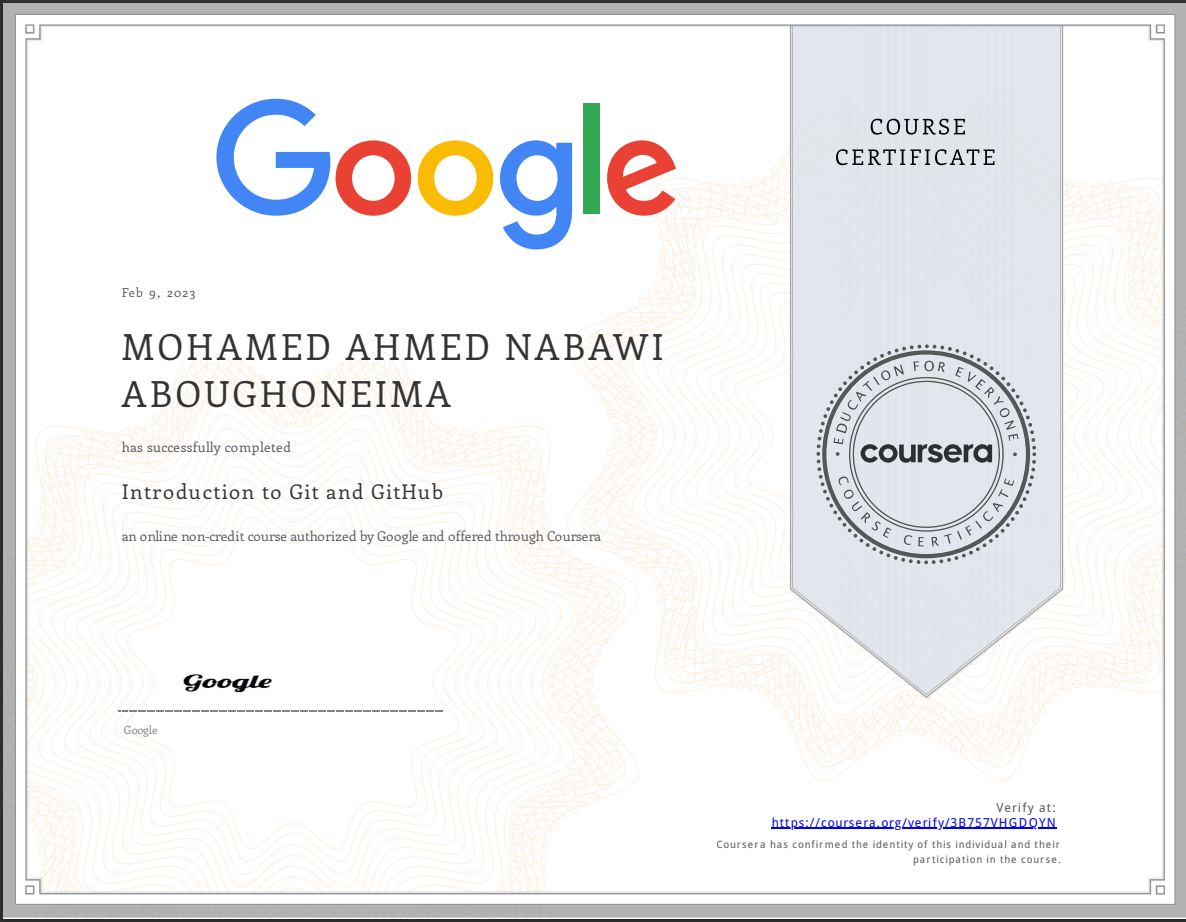 Google
COURSE
CERTIFICATE
Feb 9, 2023
MOHAMED AHMED NABAWI
ABOUGHONEIMA
has successfully completed
Introduction to Git and GitHub
an online non-credit course authorized by Google and offered through Coursera
EDUCATION FOR EVERYONE
coursera
COURSE CERTIFICATE
Google
Google
Verify at:
https://coursera.org/verify/3B757VHGDQYN
Coursera has confirmed the identity of this individual and their
participation in the course.